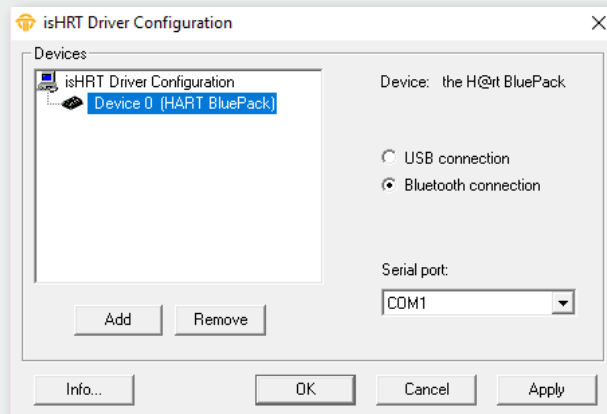 isHRT Driver Configuration
Devices
isHRT Driver Configuration
Device 0 (HART BluePack)
Device: the H@rt BluePack
USB connection
Bluetooth connection
Serial port:
COM1
Add
Remove
Info...
OK
Cancel
Apply